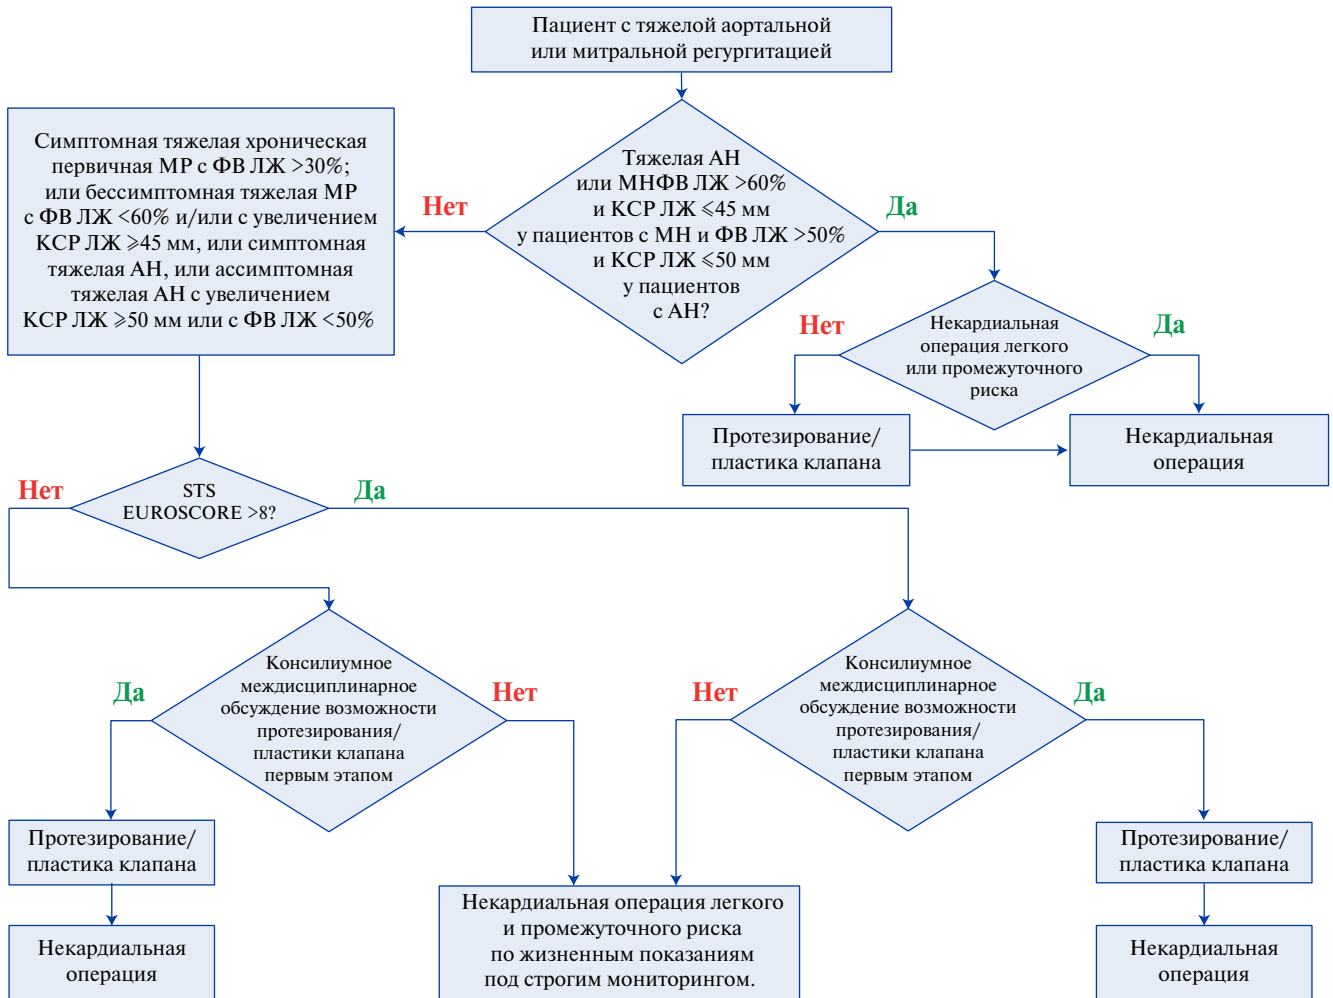 Пациент с тяжелой аортальной
или митральной регургитацией
Симптомная тяжелая хроническая
первичная МР с ФВ ЛЖ >30%;
или бессимптомная тяжелая МР
с ФВ ЛЖ <60% и/или с увеличением
КСР ЛЖ ⩾45 мм, или симптомная
тяжелая АН, или ассимптомная
тяжелая АН с увеличением
КСР ЛЖ ⩾50 мм или с ФВ ЛЖ <50%
Нет
Тяжелая АН
или МНФВ ЛЖ >60%
и КСР ЛЖ ⩽45 мм
у пациентов с МН и ФВ ЛЖ >50%
и КСР ЛЖ ⩽50 мм
у пациентов
с АН?
Да
Нет
Некардиальная
операция легкого
или промежуточного
риска
Да
Протезирование/
пластика клапана
Некардиальная
операция
Нет
STS
EUROSCORE >8?
Да
Да
Консилиумное
междисциплинарное
обсуждение возможности
протезирования/
пластики клапана
первым этапом
Нет
Нет
Консилиумное
междисциплинарное
обсуждение возможности
протезирования/
пластики клапана
первым этапом
Да
Протезирование/
пластика клапана
Некардиальная
операция
Некардиальная операция легкого
и промежуточного риска
по жизненным показаниям
под строгим мониторингом.
Протезирование/
пластика клапана
Некардиальная
операция